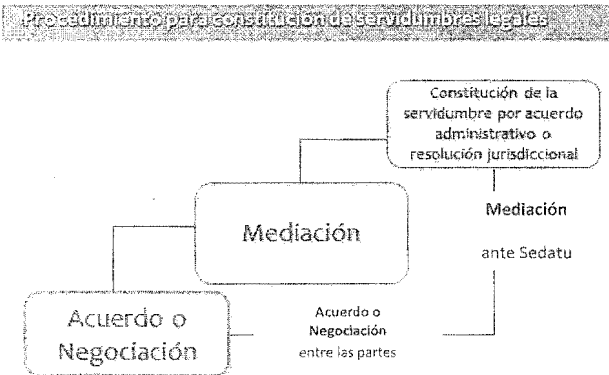 Procedimiento para constitución de servidumbres legales
Constitución de la
servidumbre por acuerdo
administrativo o
resolución jurisdiccional
Mediación
Mediación
ante Sedatu
Acuerdo o
Negociación
Acuerdo o
Negociación
entre las partes